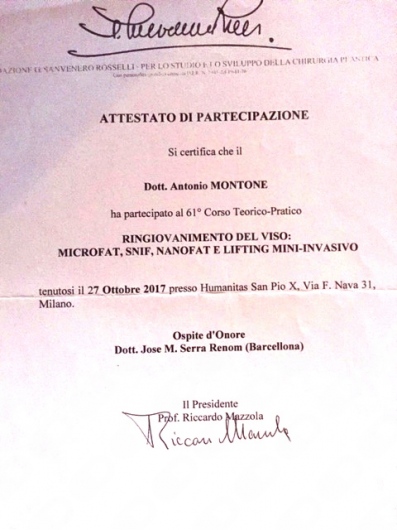 FONDAZIONE G. SANVENERO ROSSELLI - PER LO STUDIO E LO SVILUPPO DELLA CHIRURGIA PLASTICA
ATTESTATO DI PARTECIPAZIONE
Si certifica che il
Dott. Antonio MONTONE
ha partecipato al 61° Corso Teorico-Pratico
RINGIOVANIMENTO DEL VISO:
MICROFAT, SNIF, NANOFAT E LIFTING MINI-INVASIVO
tenutosi il 27 Ottobre 2017 presso Humanitas San Pio X, Via F. Nava 31,
Milano.
Ospite d'Onore
Dott. Jose M. Serra Renom (Barcellona)
Il Presidente
Prof. Riccardo Mazzola